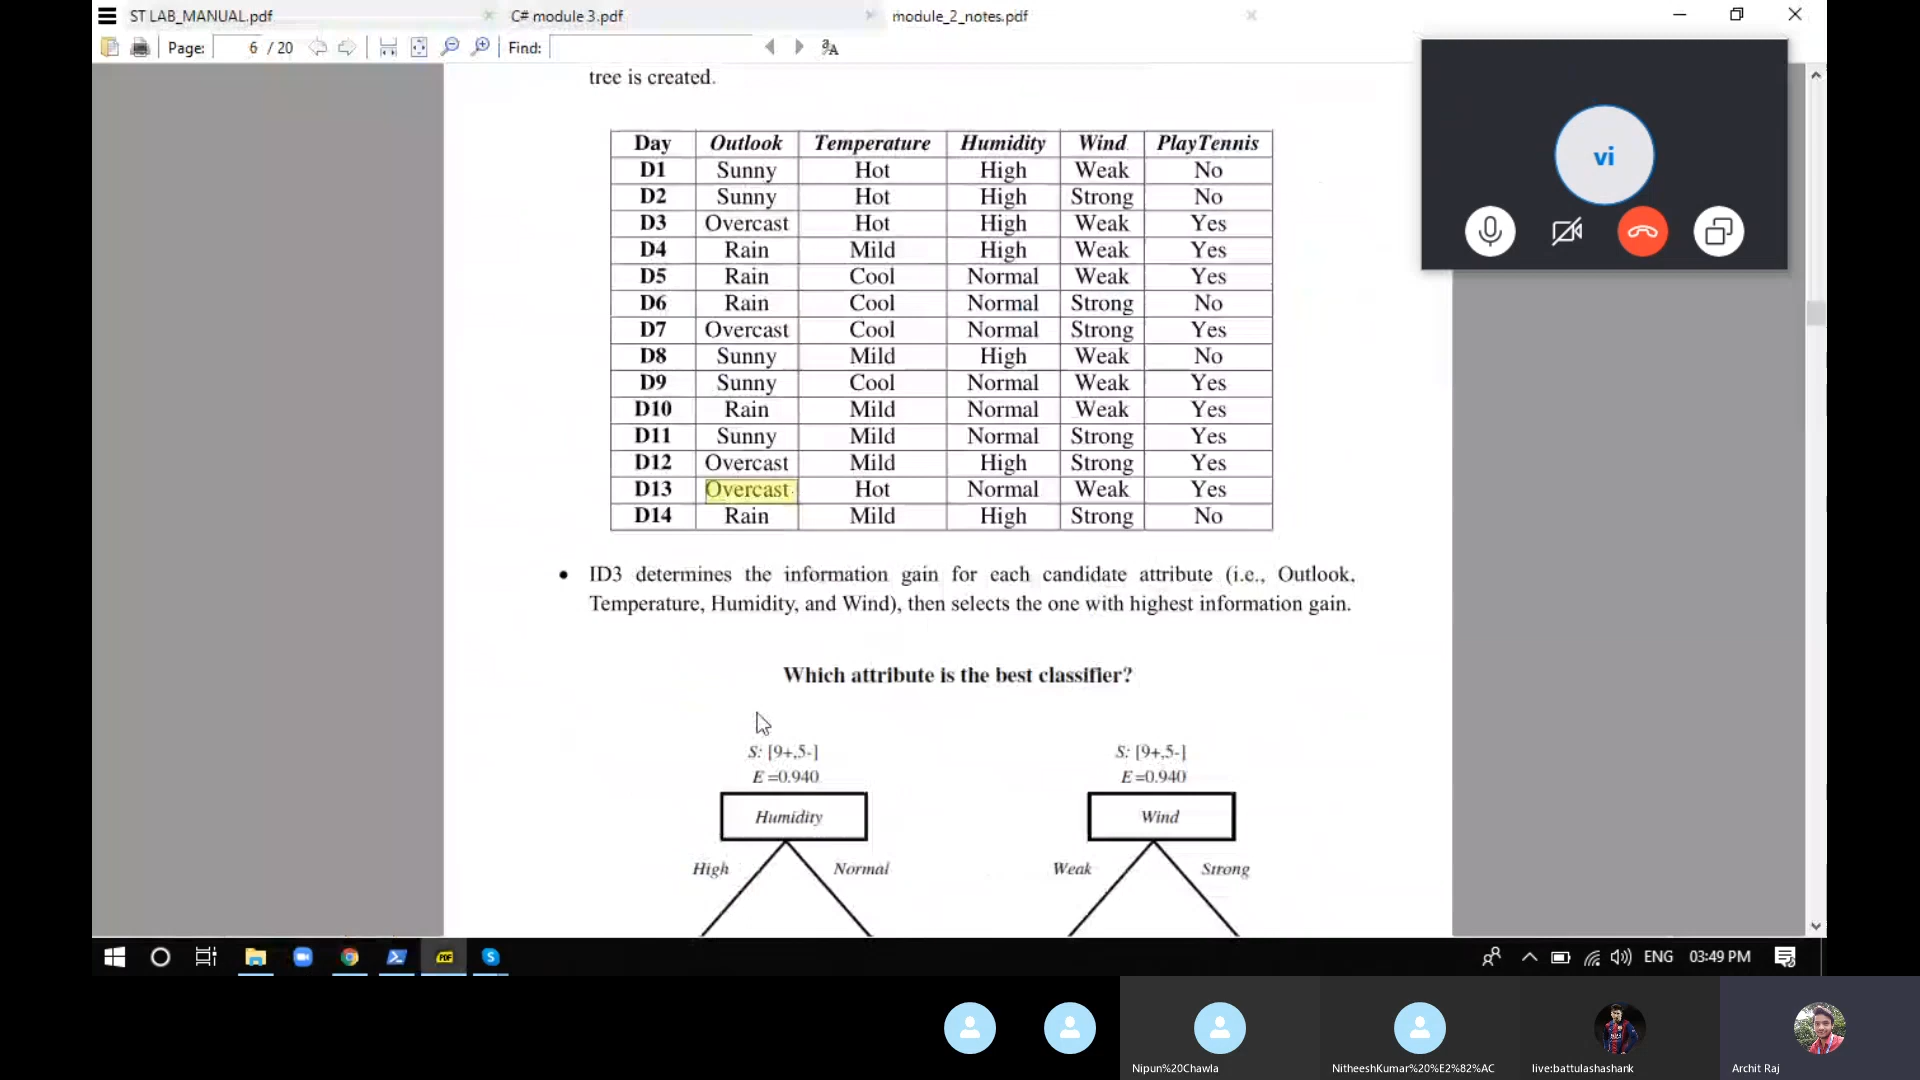 ST LAB_MANUAL.pdf
C# module 3.pdf
module_2_notes.pdf
Page: 6 / 20
Find:
tree is created.
Day Outlook Temperature Humidity Wind PlayTennis
D1 Sunny Hot High Weak No
D2 Sunny Hot High Strong No
D3 Overcast Hot High Weak Yes
D4 Rain Mild High Weak Yes
D5 Rain Cool Normal Weak Yes
D6 Rain Cool Normal Strong No
D7 Overcast Cool Normal Strong Yes
D8 Sunny Mild High Weak No
D9 Sunny Cool Normal Weak Yes
D10 Rain Mild Normal Weak Yes
D11 Sunny Mild Normal Strong Yes
D12 Overcast Mild High Strong Yes
D13 Overcast Hot Normal Weak Yes
D14 Rain Mild High Strong No
• ID3 determines the information gain for each candidate attribute (i.e., Outlook,
Temperature, Humidity, and Wind), then selects the one with highest information gain.
Which attribute is the best classifier?
S: [9+,5-]
E =0.940
Humidity
High Normal
S: [9+,5-]
E =0.940
Wind
Weak Strong
vi
PDF
S
ENG 03:49 PM
Nipun%20Chawla
NitheeshKumar%20%E2%82%AC
live:battulashashank
Archit Raj